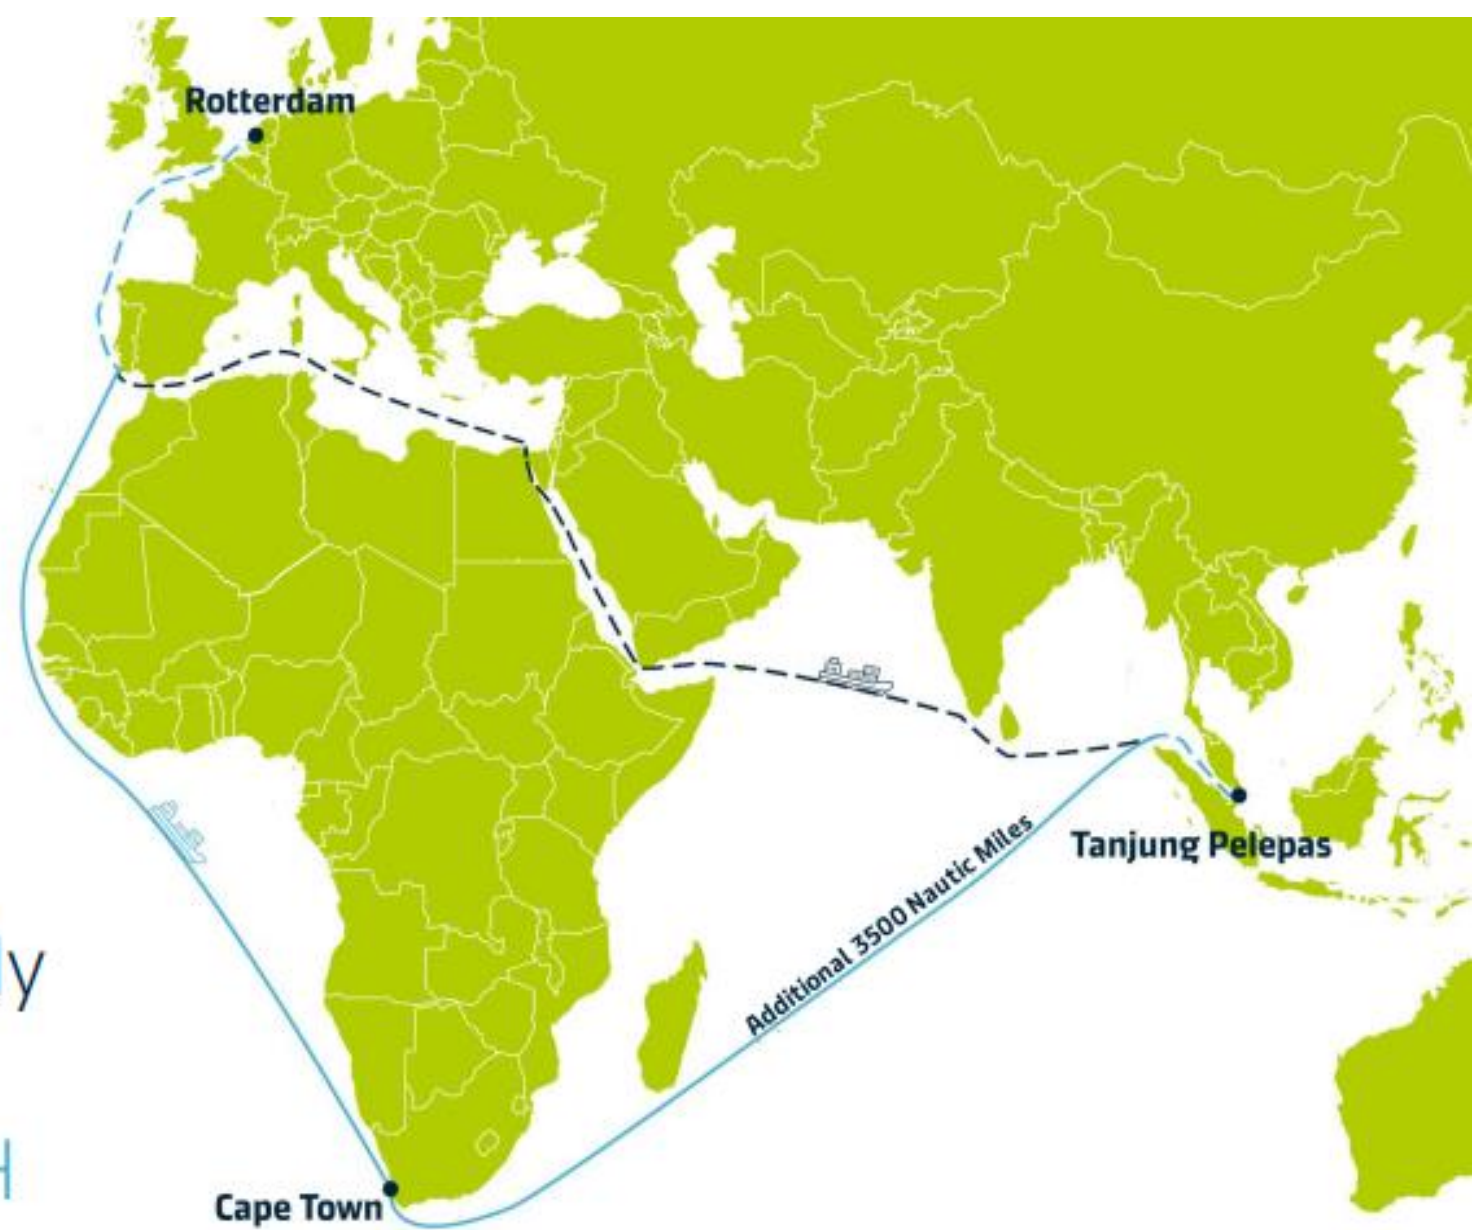 Rotterdam
Additional 3500 Nautic Miles
Tanjung Pelepas
y
Cape Town